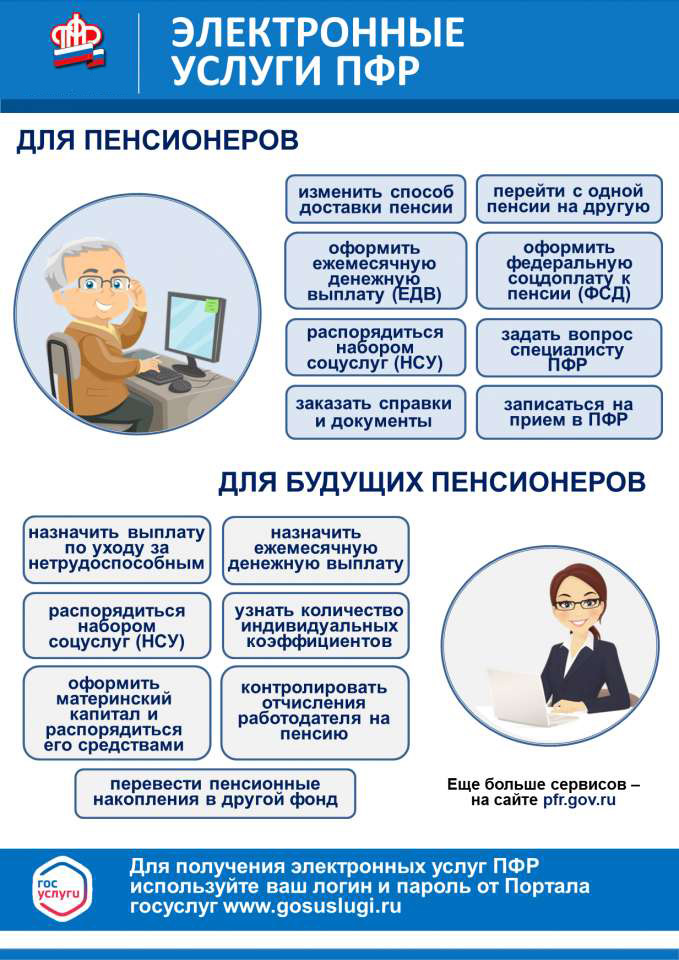 ЭЛЕКТРОННЫЕ
УСЛУГИ ПФР
ДЛЯ ПЕНСИОНЕРОВ
изменить способ
доставки пенсии
перейти с одной
пенсии на другую
оформить
ежемесячную
денежную
выплату (ЕДВ)
оформить
федеральную
соцдоплату к
пенсии (ФСД)
распорядиться
набором
соцуслуг (НСУ)
задать вопрос
специалисту
ПФР
заказать справки
и документы
записаться на
прием в ПФР
ДЛЯ БУДУЩИХ ПЕНСИОНЕРОВ
назначить выплату
по уходу за
нетрудоспособным
назначить
ежемесячную
денежную выплату
распорядиться
набором
соцуслуг (НСУ)
узнать количество
индивидуальных
коэффициентов
оформить
материнский
капитал и
распорядиться
его средствами
контролировать
отчисления
работодателя на
пенсию
перевести пенсионные
накопления в другой фонд
Еще больше сервисов –
на сайте pfr.gov.ru
гос
услуги
Для получения электронных услуг ПФР
используйте ваш логин и пароль от Портала
госуслуг www.gosuslugi.ru